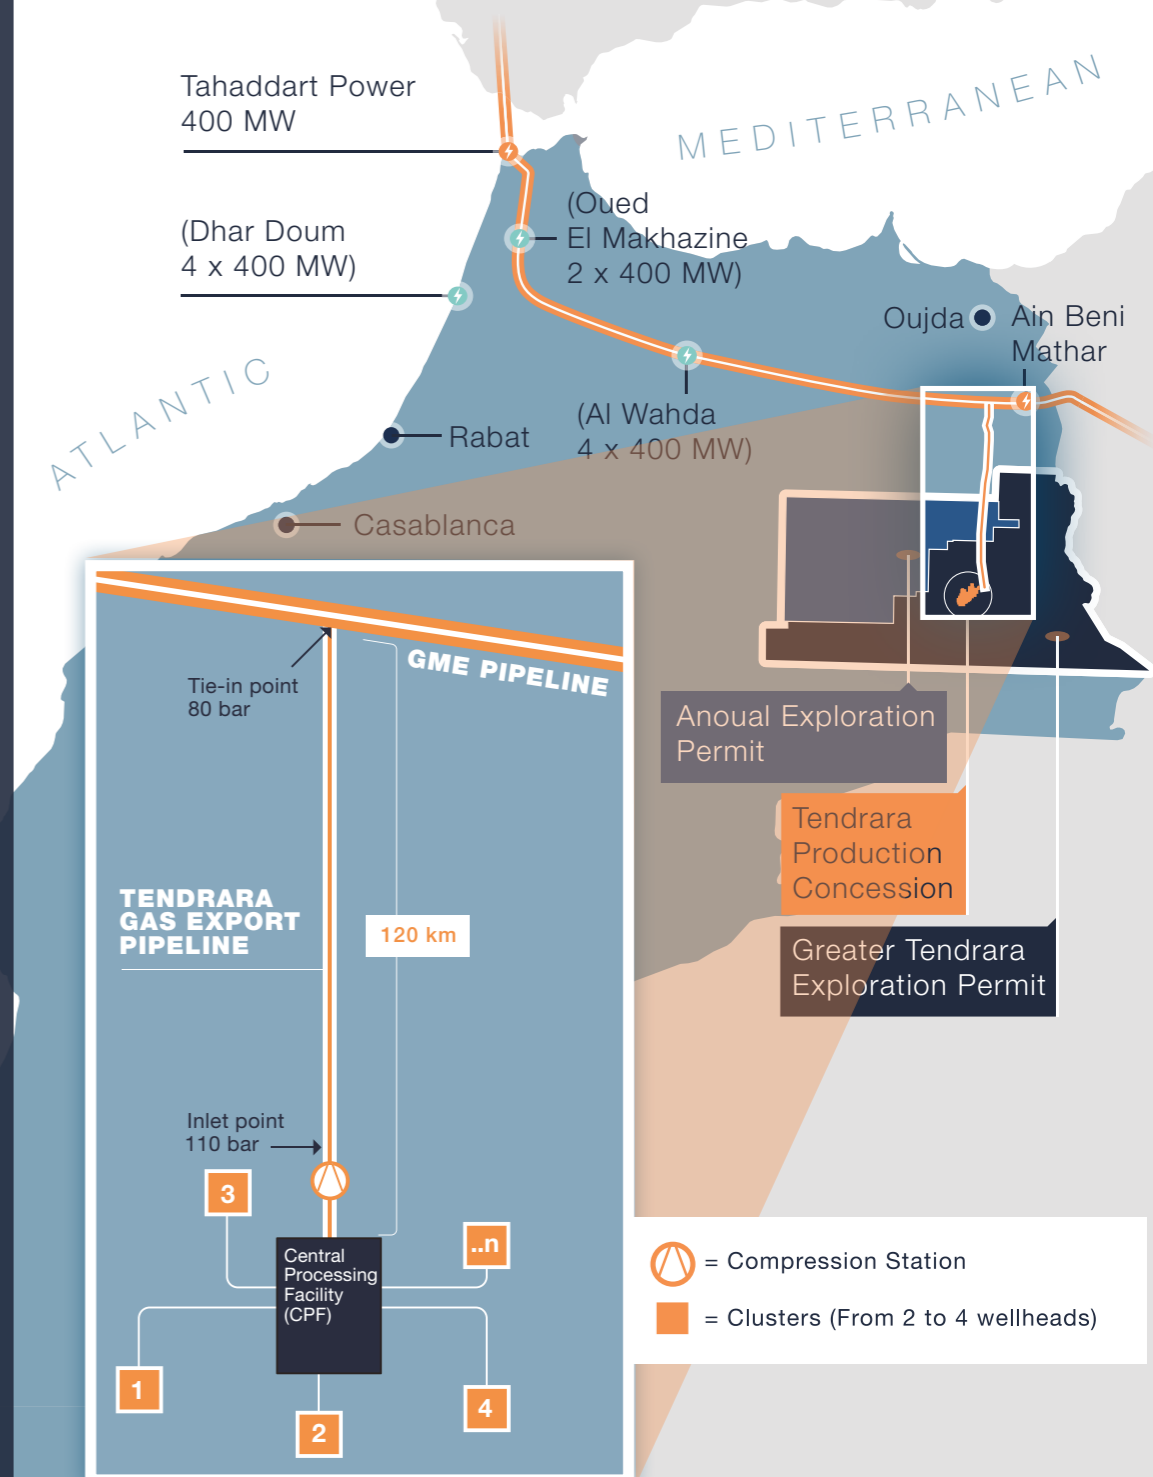 Tahaddart Power
400 MW
MEDITERRANEAN
(Dhar Doum
4 x 400 MW)
(Oued
El Makhazine
2 x 400 MW)
Oujda
Ain Beni
Mathar
ATLANTIC
Rabat
(Al Wahda
4 x 400 MW)
Casablanca
GME PIPELINE
Tie-in point
80 bar
Anoual Exploration
Permit
Tendrara
Production
Concession
TENDRARA
GAS EXPORT
PIPELINE
120 km
Greater Tendrara
Exploration Permit
Inlet point
110 bar
3
..n
Central
Processing
Facility
(CPF)
1
2
4
= Compression Station
= Clusters (From 2 to 4 wellheads)